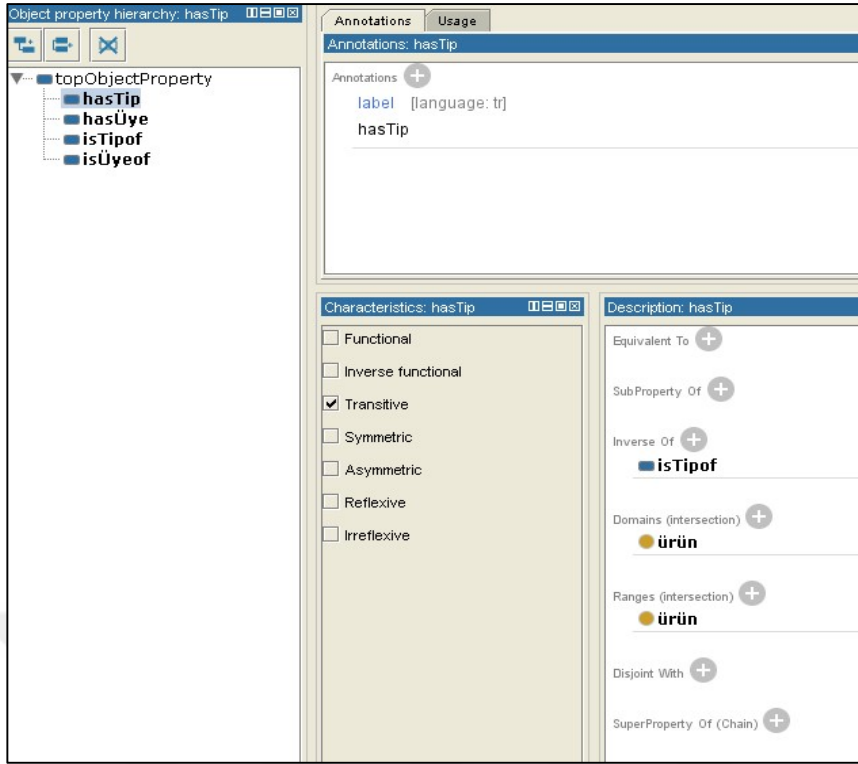 Object property hierarchy: hasTip
topObjectProperty
hasTip
hasÜye
isTipof
isÜyeof
Annotations Usage
Annotations: hasTip
Annotations
label [language: tr]
hasTip
Characteristics: hasTip
Functional
Inverse functional
Transitive
Symmetric
Asymmetric
Reflexive
Irreflexive
Description: hasTip
Equivalent To
SubProperty Of
Inverse Of
isTipof
Domains (intersection)
ürün
Ranges (intersection)
ürün
Disjoint With
SuperProperty Of (Chain)